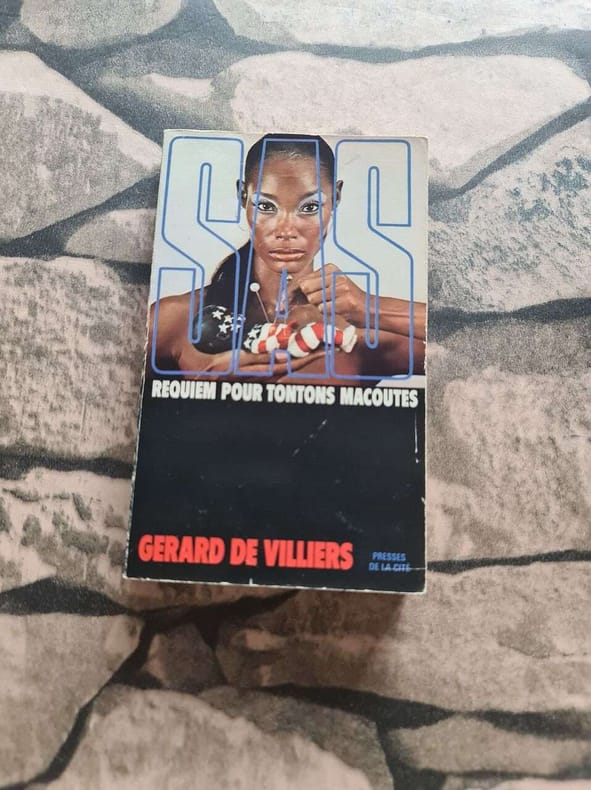 SAS
REQUIEM POUR TONTONS MACOUTES
GERARD DE VILLIERS
PRESSES
DE LA CITÉ